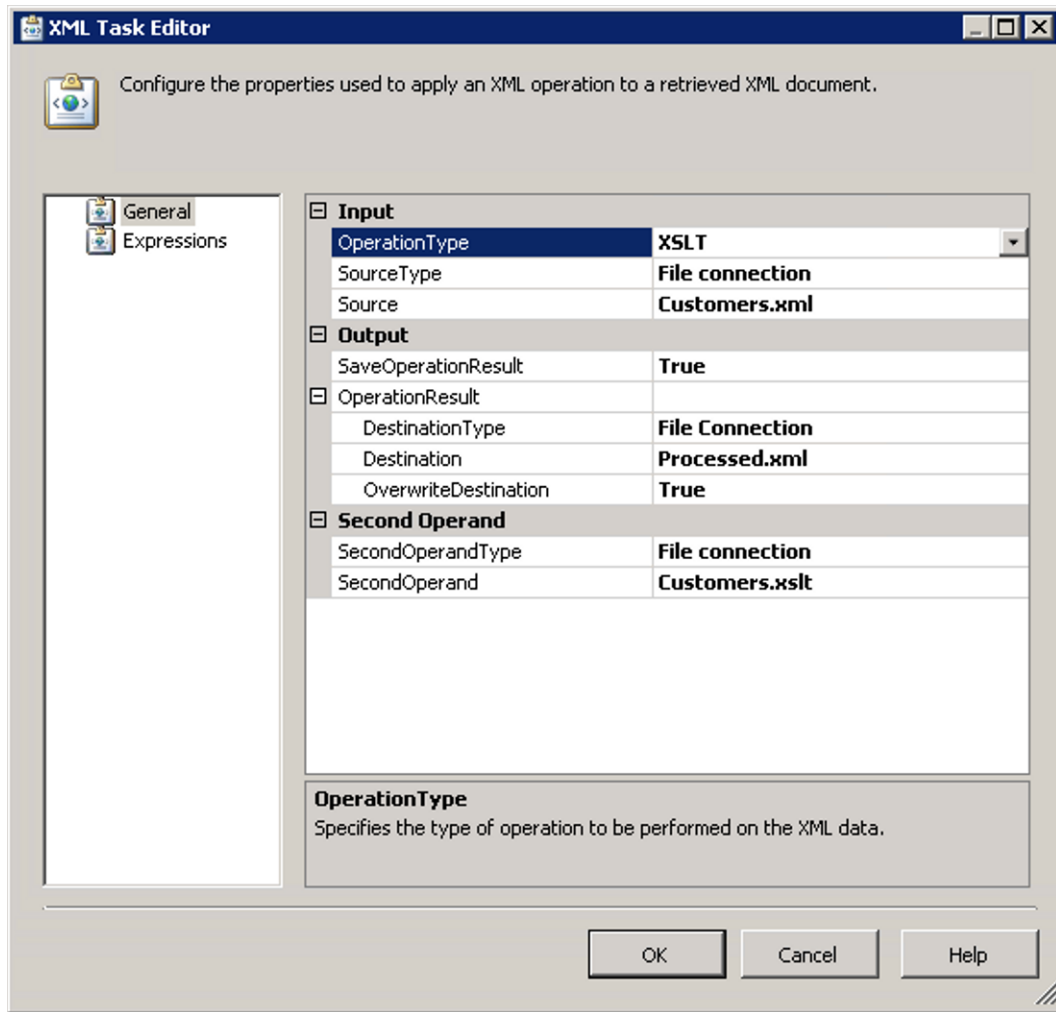 XML Task Editor
Configure the properties used to apply an XML operation to a retrieved XML document.
General
Expressions
Input
OperationType XSLT
SourceType File connection
Source Customers.xml
Output
SaveOperationResult True
OperationResult
DestinationType File Connection
Destination Processed.xml
OverwriteDestination True
Second Operand
SecondOperandType File connection
SecondOperand Customers.xslt
OperationType
Specifies the type of operation to be performed on the XML data.
OK Cancel Help